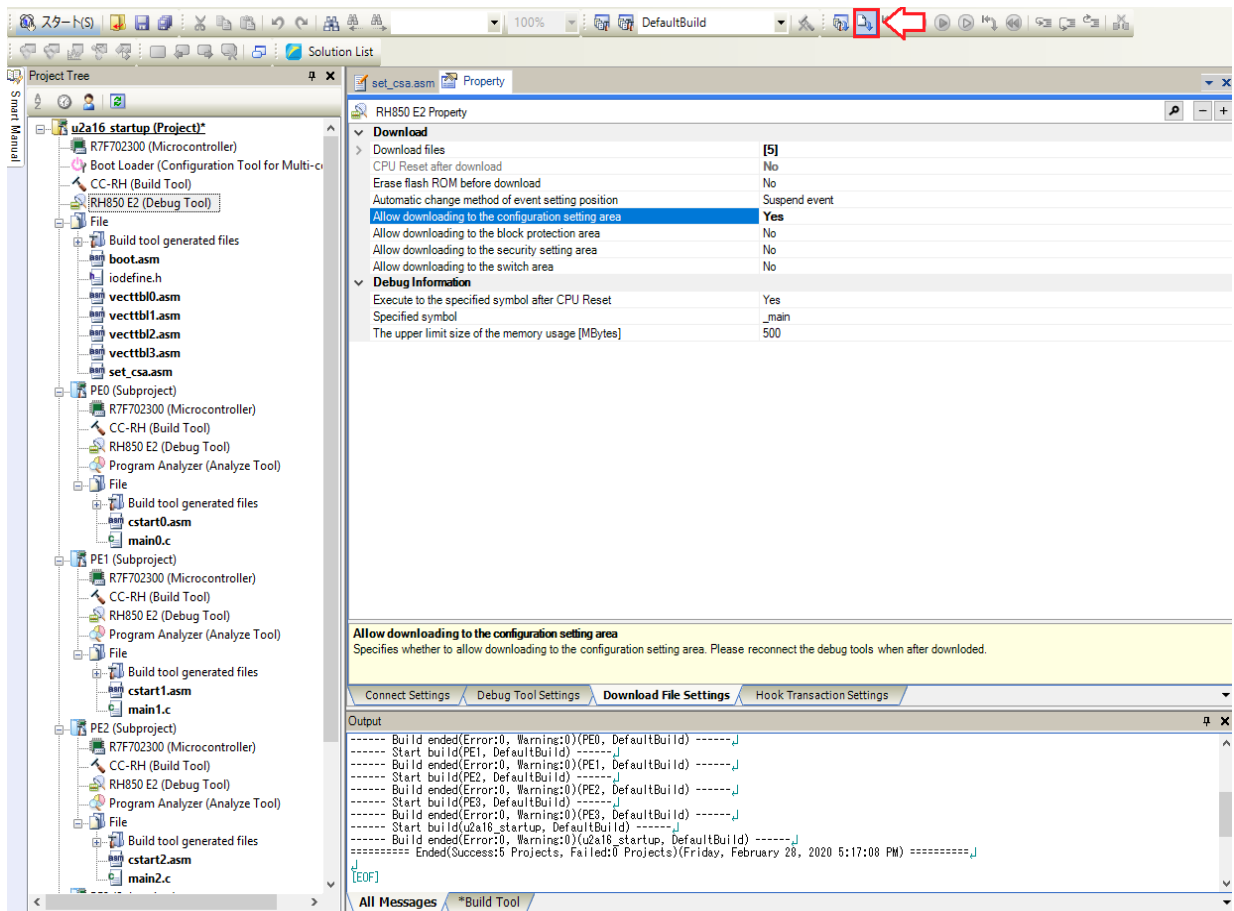 スタート(S)
100%
DefaultBuild
Solution List
Smart Manual
Project Tree
u2a16_startup (Project)*
R7F702300 (Microcontroller)
Boot Loader (Configuration Tool for Multi-c
CC-RH (Build Tool)
RH850 E2 (Debug Tool)
File
Build tool generated files
boot.asm
iodefine.h
vecttbl0.asm
vecttbl1.asm
vecttbl2.asm
vecttbl3.asm
set_csa.asm
PE0 (Subproject)
R7F702300 (Microcontroller)
CC-RH (Build Tool)
RH850 E2 (Debug Tool)
Program Analyzer (Analyze Tool)
File
Build tool generated files
cstart0.asm
main0.c
PE1 (Subproject)
R7F702300 (Microcontroller)
CC-RH (Build Tool)
RH850 E2 (Debug Tool)
Program Analyzer (Analyze Tool)
File
Build tool generated files
cstart1.asm
main1.c
PE2 (Subproject)
R7F702300 (Microcontroller)
CC-RH (Build Tool)
RH850 E2 (Debug Tool)
Program Analyzer (Analyze Tool)
File
Build tool generated files
cstart2.asm
main2.c
set_csa.asm Property
RH850 E2 Property
Download
Download files [5]
CPU Reset after download No
Erase flash ROM before download No
Automatic change method of event setting position Suspend event
Allow downloading to the configuration setting area Yes
Allow downloading to the block protection area No
Allow downloading to the security setting area No
Allow downloading to the switch area No
Debug Information
Execute to the specified symbol after CPU Reset Yes
Specified symbol _main
The upper limit size of the memory usage [MBytes] 500
Allow downloading to the configuration setting area
Specifies whether to allow downloading to the configuration setting area. Please reconnect the debug tools when after downloded.
Connect Settings Debug Tool Settings Download File Settings Hook Transaction Settings
Output
------ Build ended(Error:0, Warning:0)(PE0, DefaultBuild) ------
------ Start build(PE1, DefaultBuild) ------
------ Build ended(Error:0, Warning:0)(PE1, DefaultBuild) ------
------ Start build(PE2, DefaultBuild) ------
------ Build ended(Error:0, Warning:0)(PE2, DefaultBuild) ------
------ Start build(PE3, DefaultBuild) ------
------ Build ended(Error:0, Warning:0)(PE3, DefaultBuild) ------
------ Start build(u2a16_startup, DefaultBuild) ------
------ Build ended(Error:0, Warning:0)(u2a16_startup, DefaultBuild) ------
========== Ended(Success:5 Projects, Failed:0 Projects)(Friday, February 28, 2020 5:17:08 PM) ==========
[EOF]
All Messages *Build Tool